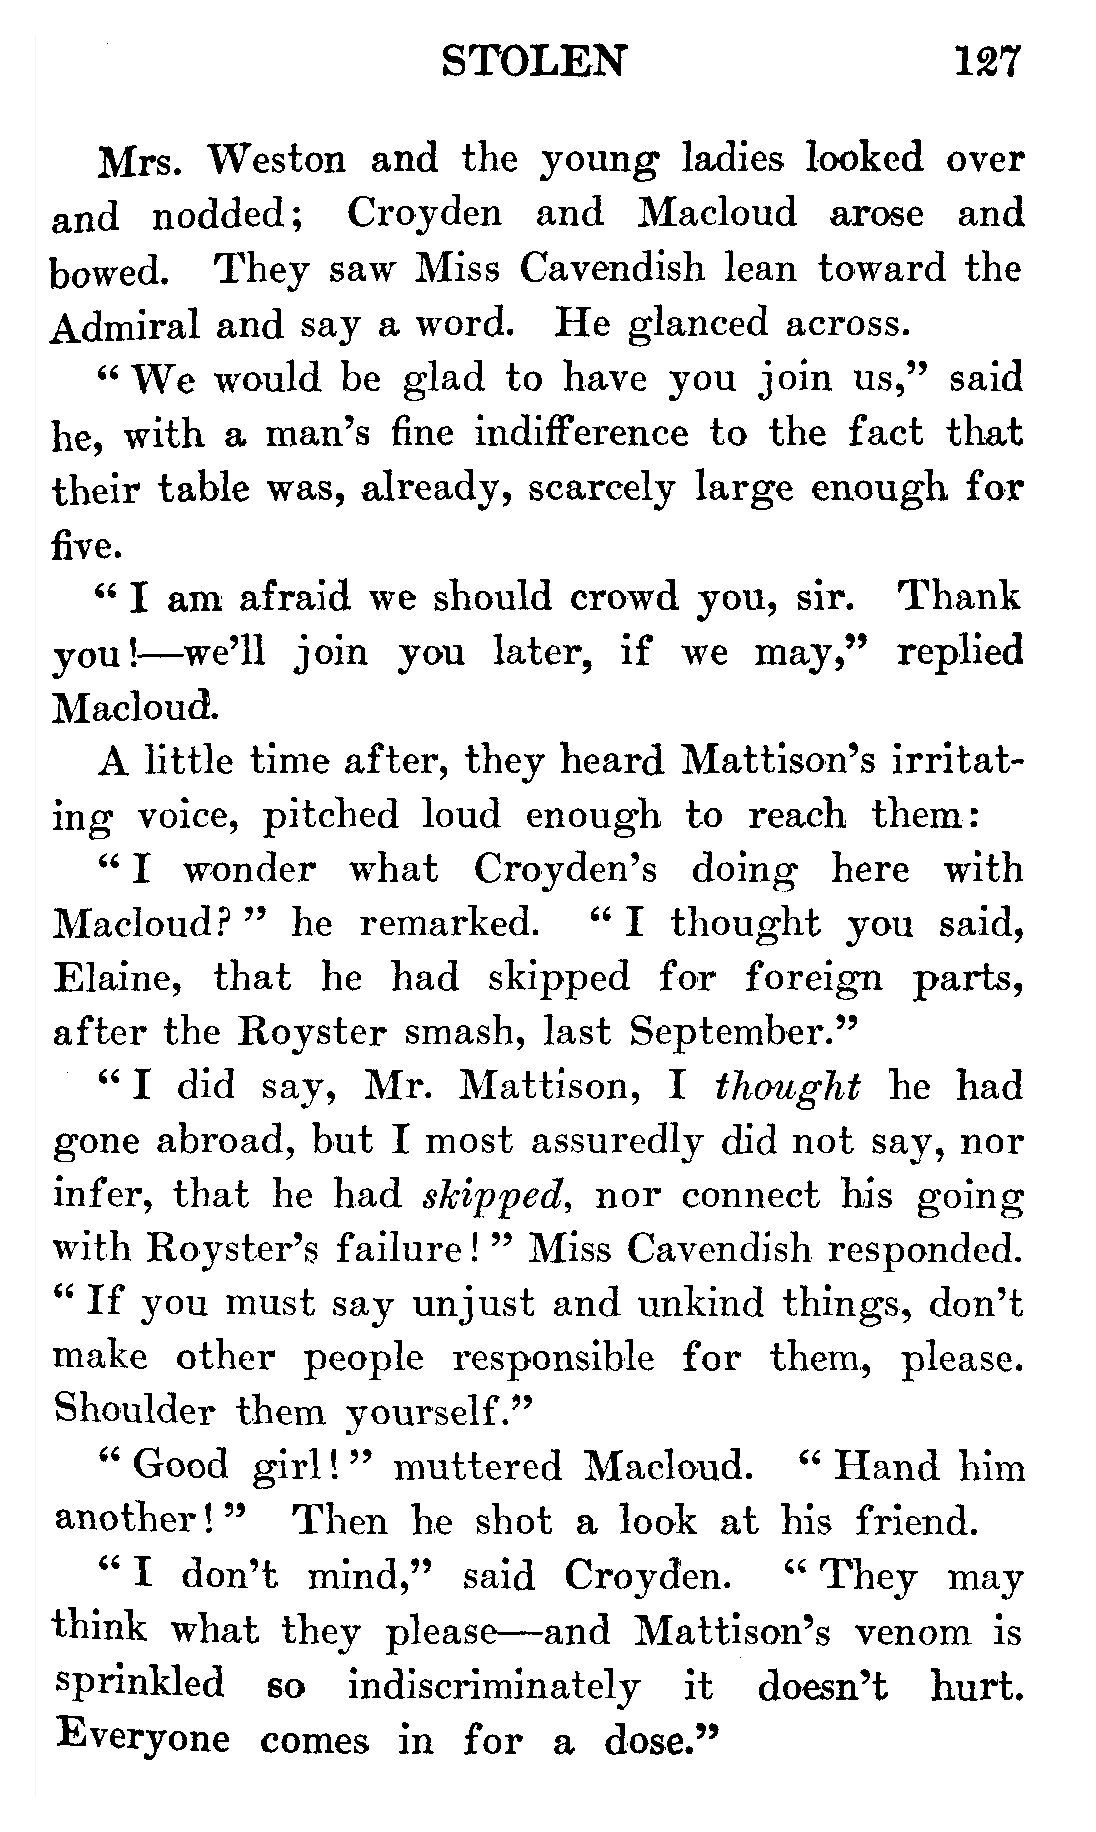 STOLEN 127
Mrs. Weston and the young ladies looked over
and nodded; Croyden and Macloud arose and
bowed. They saw Miss Cavendish lean toward the
Admiral and say a word. He glanced across.
“We would be glad to have you join us,” said
he, with a man’s fine indifference to the fact that
their table was, already, scarcely large enough for
five.
“I am afraid we should crowd you, sir. Thank
you!—we’ll join you later, if we may,” replied
Macloud.
A little time after, they heard Mattison’s irritat-
ing voice, pitched loud enough to reach them:
“I wonder what Croyden’s doing here with
Macloud?” he remarked. “I thought you said,
Elaine, that he had skipped for foreign parts,
after the Royster smash, last September.”
“I did say, Mr. Mattison, I thought he had
gone abroad, but I most assuredly did not say, nor
infer, that he had skipped, nor connect his going
with Royster’s failure!” Miss Cavendish responded.
“If you must say unjust and unkind things, don’t
make other people responsible for them, please.
Shoulder them yourself.”
“Good girl!” muttered Macloud. “Hand him
another!” Then he shot a look at his friend.
“I don’t mind,” said Croyden. “They may
think what they please—and Mattison’s venom is
sprinkled so indiscriminately it doesn’t hurt.
Everyone comes in for a dose.”